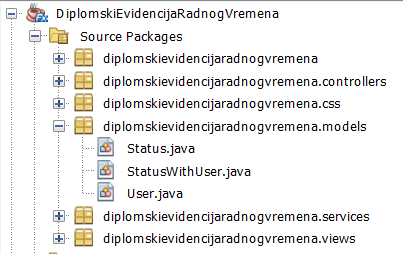 DiplomskiEvidencijaRadnogVremena
Source Packages
diplomskievidencijaradnogvremena
diplomskievidencijaradnogvremena.controllers
diplomskievidencijaradnogvremena.css
diplomskievidencijaradnogvremena.models
Status.java
StatusWithUser.java
User.java
diplomskievidencijaradnogvremena.services
diplomskievidencijaradnogvremena.views